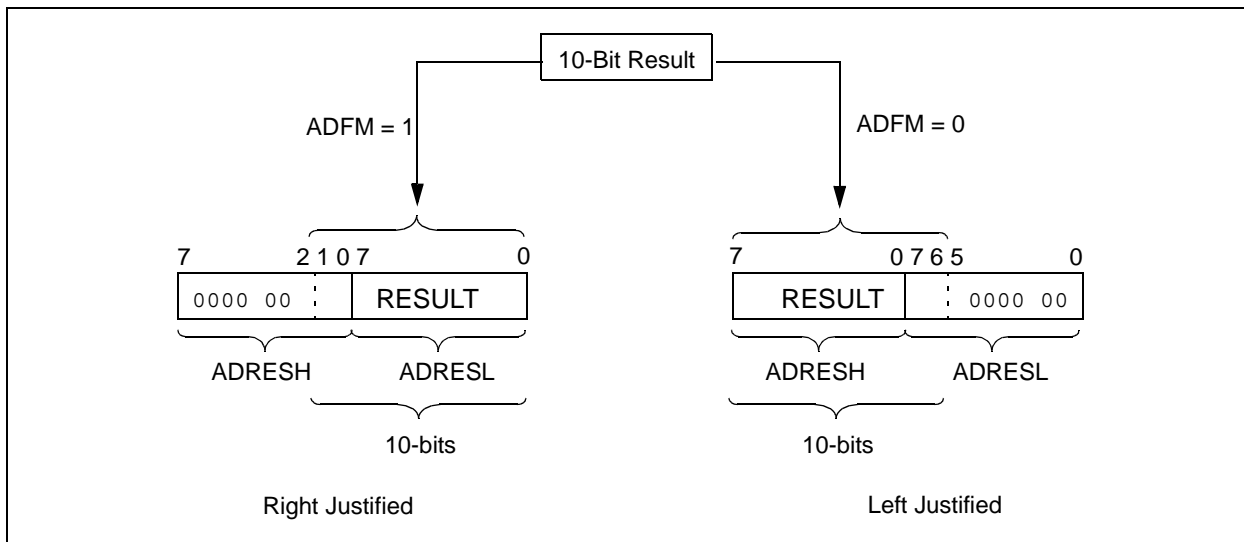 10-Bit Result
ADFM = 1
ADFM = 0
7 2 1 0 7 0
7 0 7 6 5 0
0000 00 RESULT
RESULT 0000 00
ADRESH ADRESL
ADRESH ADRESL
10-bits
10-bits
Right Justified
Left Justified